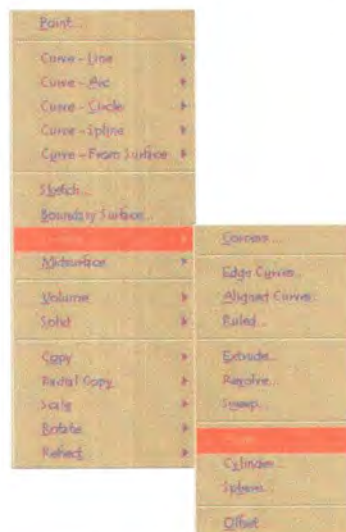 Point...
Curve - Line
Curve - Arc
Curve - Circle
Curve - Spline
Curve - From Surface
Sketch...
Boundary Surface...
Midsurface
Volume
Solid
Copy
Radial Copy
Scale
Rotate
Reflect
Corners...
Edge Curves...
Aligned Curves...
Ruled...
Extrude...
Revolve...
Sweep...
Cylinder...
Sphere...
Offset